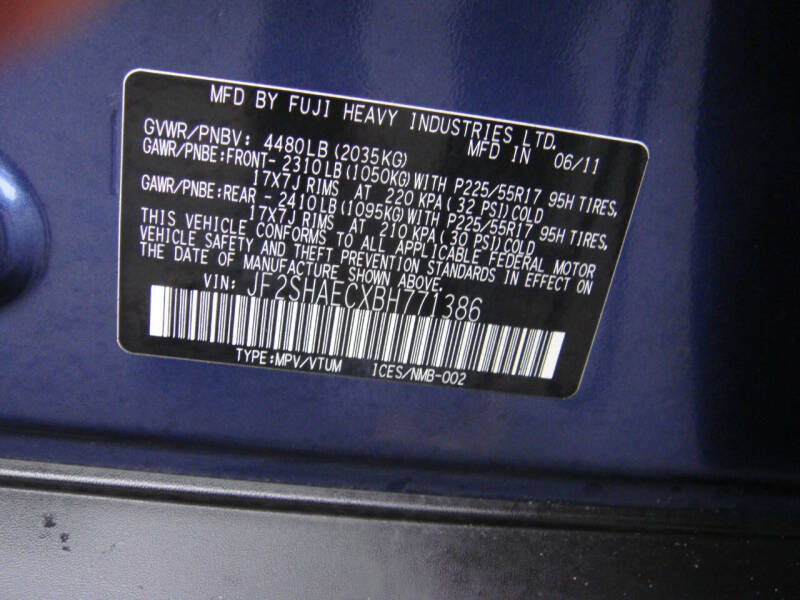 MFD BY FUJI HEAVY INDUSTRIES LTD.
GVWR/PNBV: 4480LB(2035KG) MFD IN 06/11
GAWR/PNBE:FRONT- 2310LB(1050KG)WITH P225/55R17 95H TIRES,
17X7J RIMS AT 220 KPA( 32 PSI)COLD
GAWR/PNBE:REAR - 2410LB(1095KG)WITH P225/55R17 95H TIRES,
17X7J RIMS AT 210 KPA( 30 PSI)COLD
THIS VEHICLE CONFORMS TO ALL APPLICABLE FEDERAL MOTOR
VEHICLE SAFETY AND THEFT PREVENTION STANDARDS IN EFFECT ON
THE DATE OF MANUFACTURE SHOWN ABOVE.
VIN: JF2SHAECXBH771386
TYPE:MPV/VTUM ICES/NMB-002